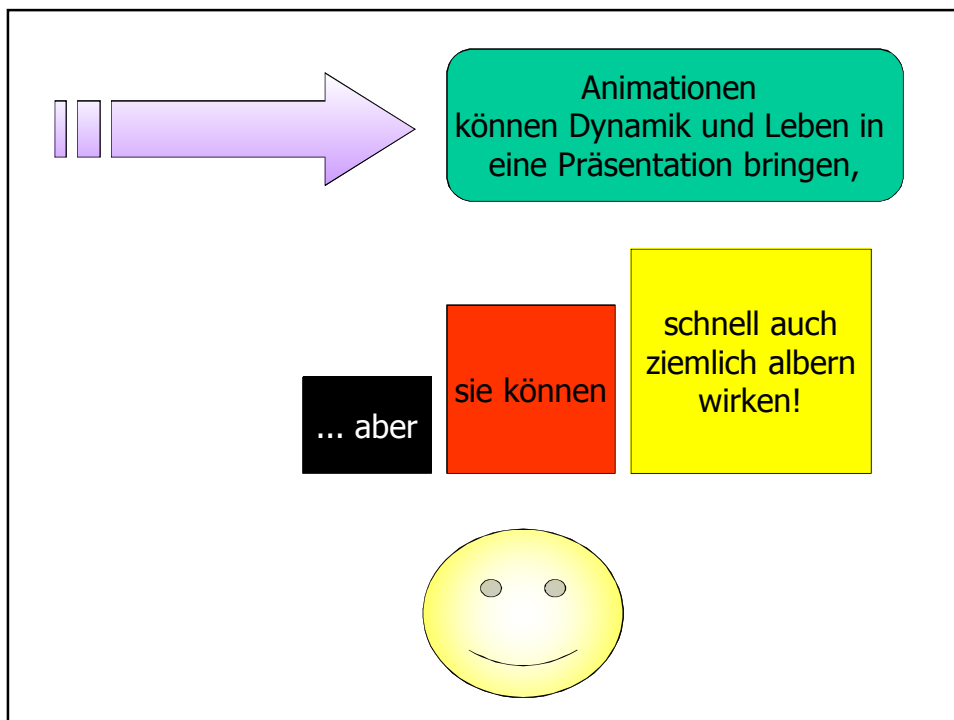 Animationen
können Dynamik und Leben in
eine Präsentation bringen,
... aber
sie können
schnell auch
ziemlich albern
wirken!